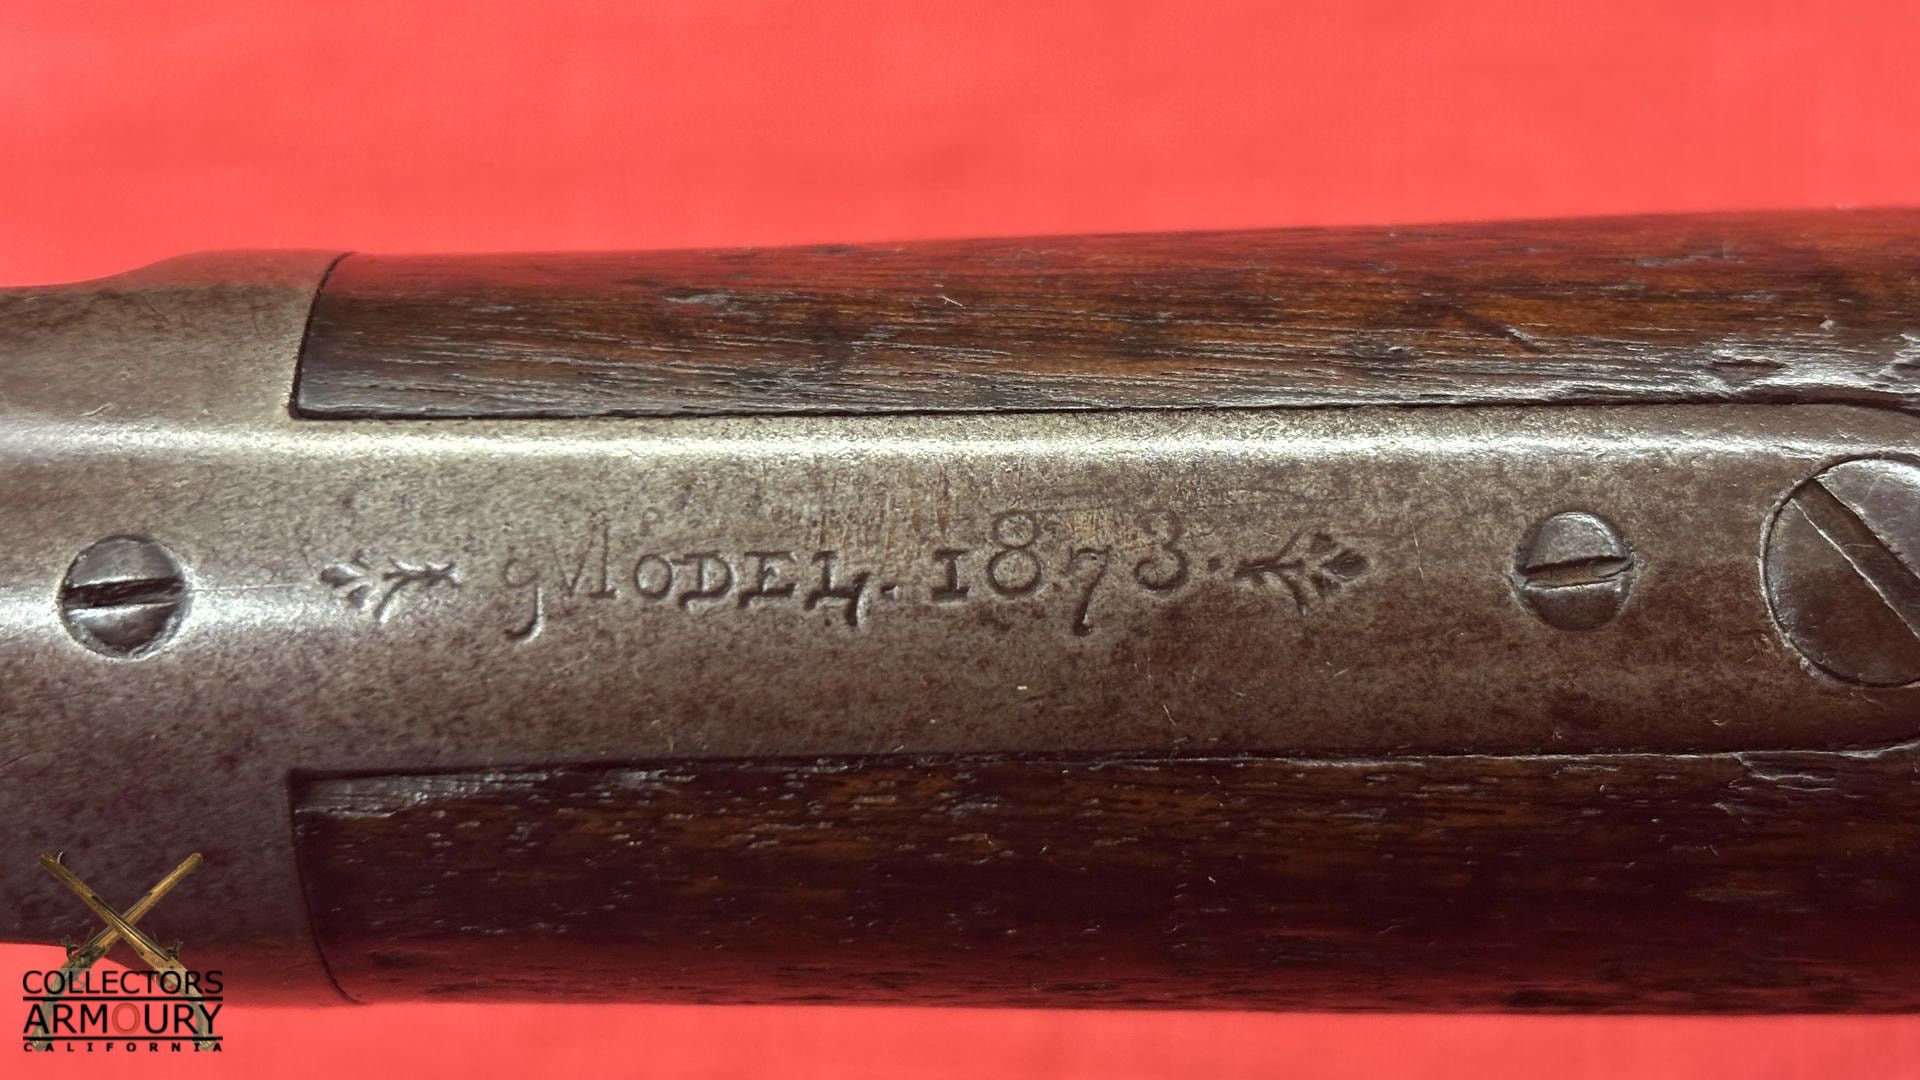 MODEL. 1873.
COLLECTORS
ARMOURY
CALIFORNIA